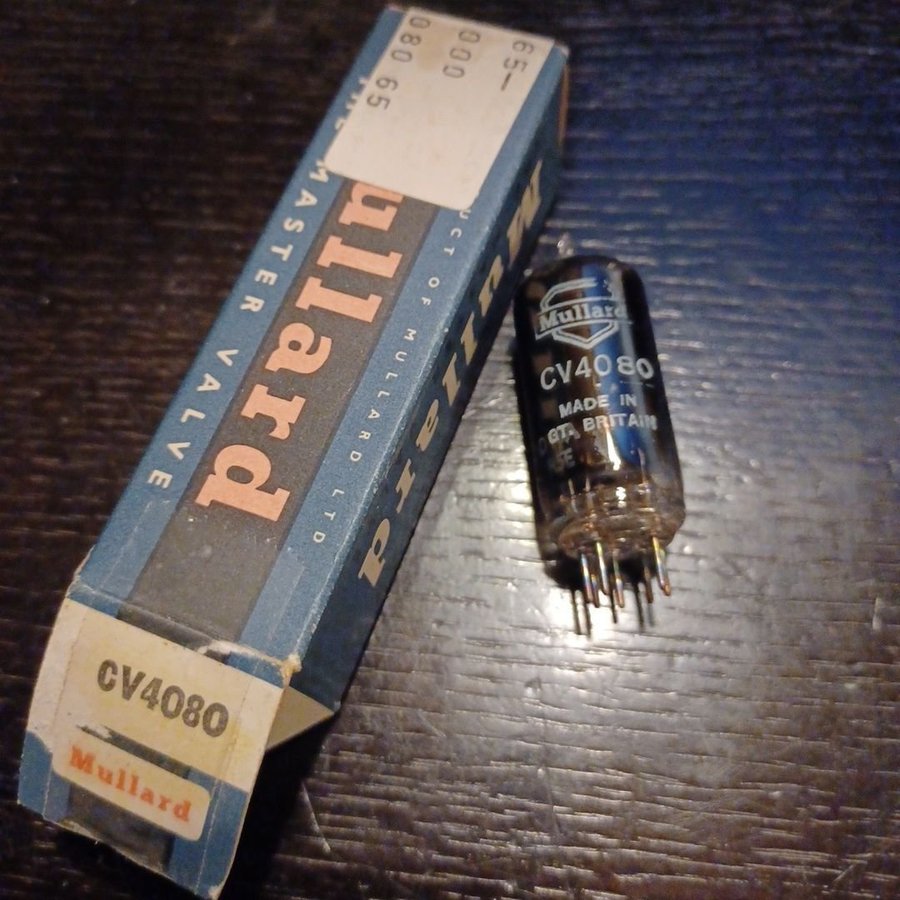 65-
000
080 65
MASTER VALVE
ullard
UCT OF MULLARD LTD
Mullard
CV4080
Mullard
Mullard
CV4080
MADE IN
GT. BRITAIN